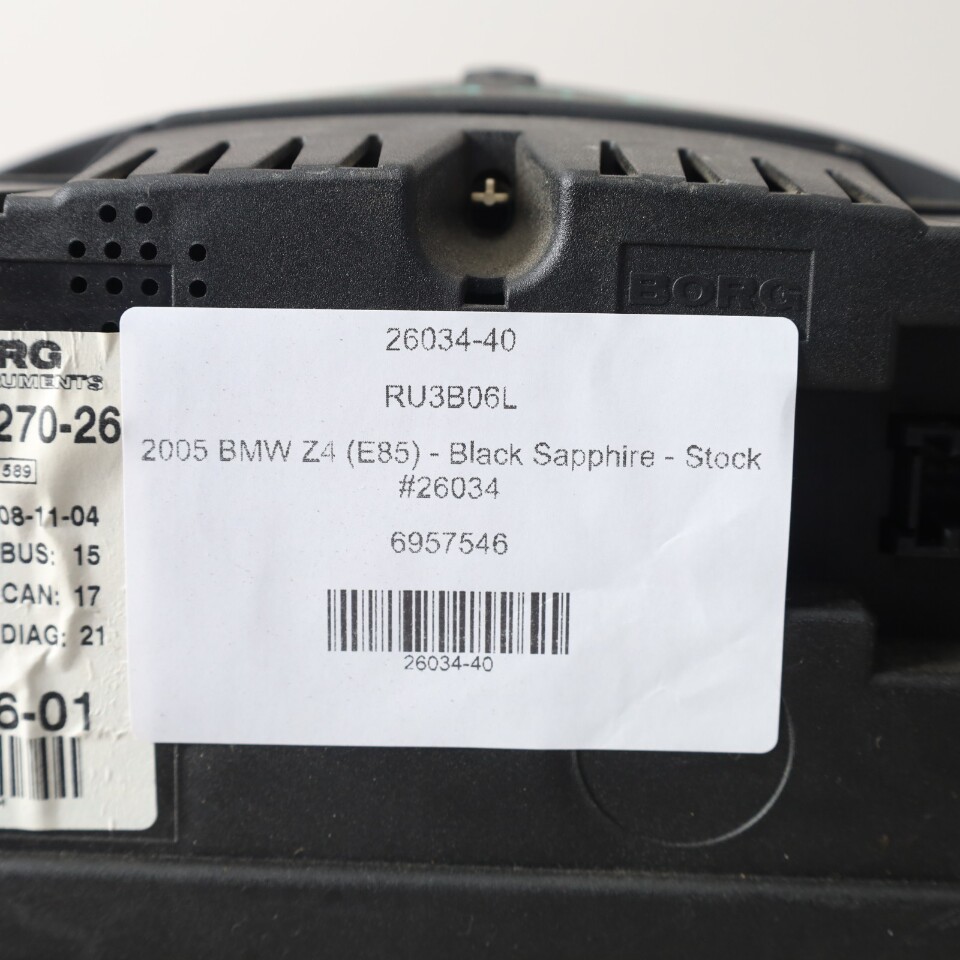 BORG
26034-40
RU3B06L
2005 BMW Z4 (E85) - Black Sapphire - Stock
#26034
6957546
26034-40
RG
UMENTS
270-26
589
08-11-04
BUS: 15
CAN: 17
DIAG: 21
6-01